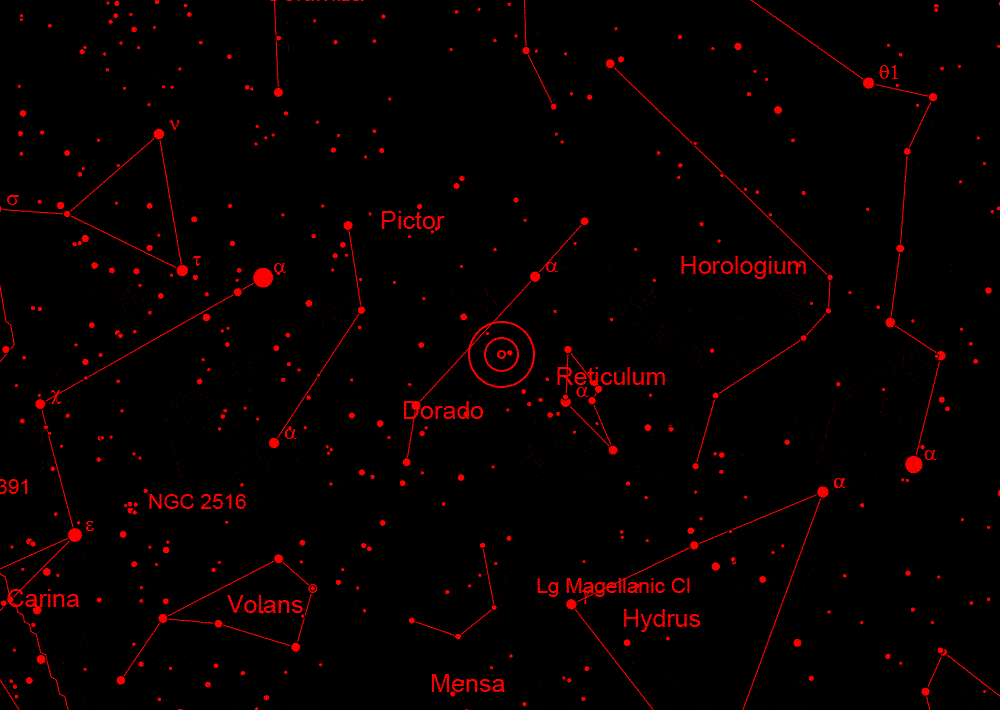 θ1
ν
σ
Pictor
τ
α
α
Horologium
Reticulum
α
χ
Dorado
α
α
α
391
NGC 2516
ε
Lg Magellanic Cl
Carina
Volans
Hydrus
Mensa